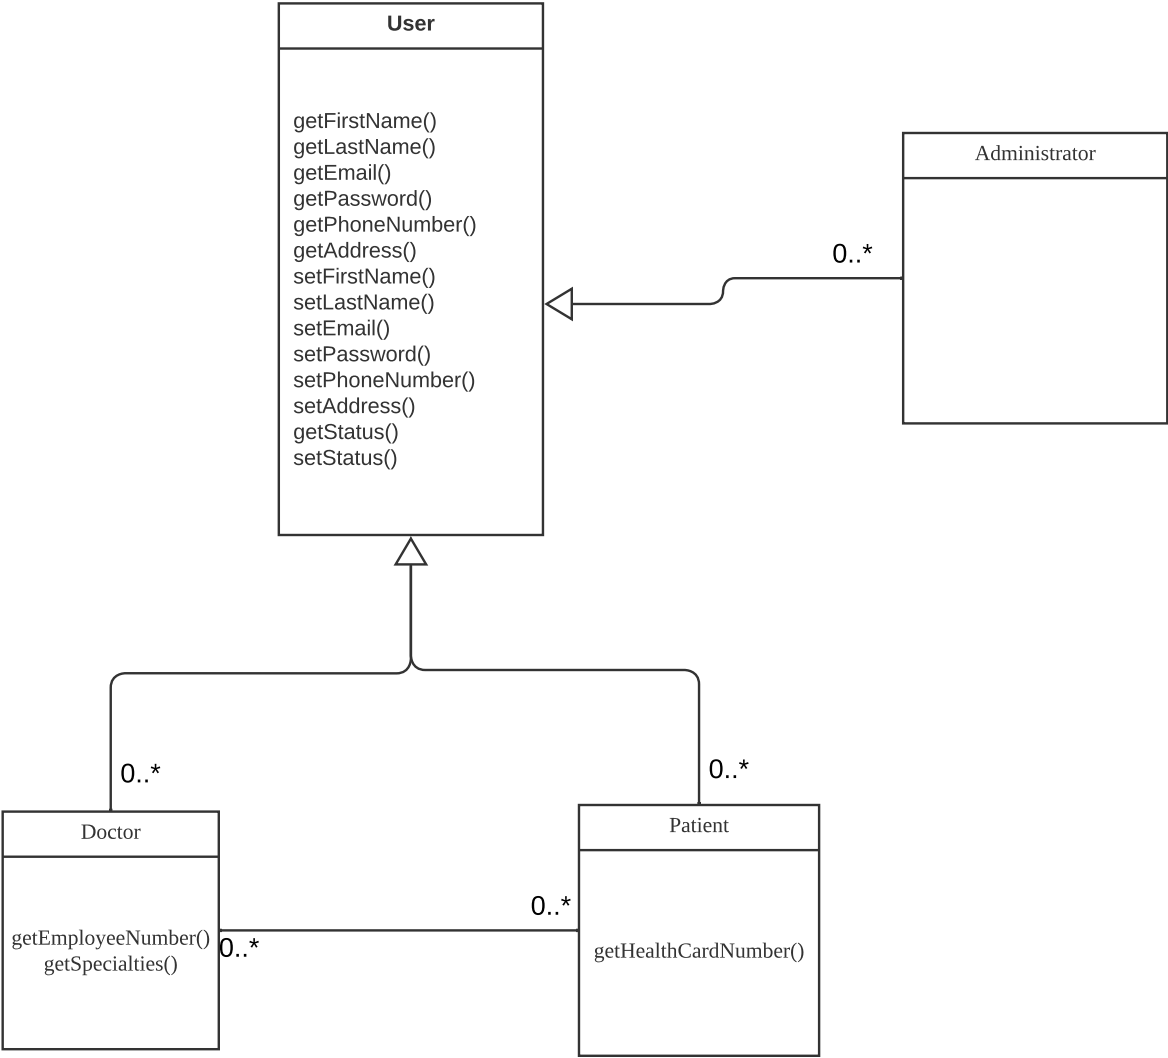 User
getFirstName()
getLastName()
getEmail()
getPassword()
getPhoneNumber()
getAddress()
setFirstName()
setLastName()
setEmail()
setPassword()
setPhoneNumber()
setAddress()
getStatus()
setStatus()
Administrator
0..*
0..*
0..*
Doctor
getEmployeeNumber()
getSpecialties()
0..*
0..*
Patient
getHealthCardNumber()